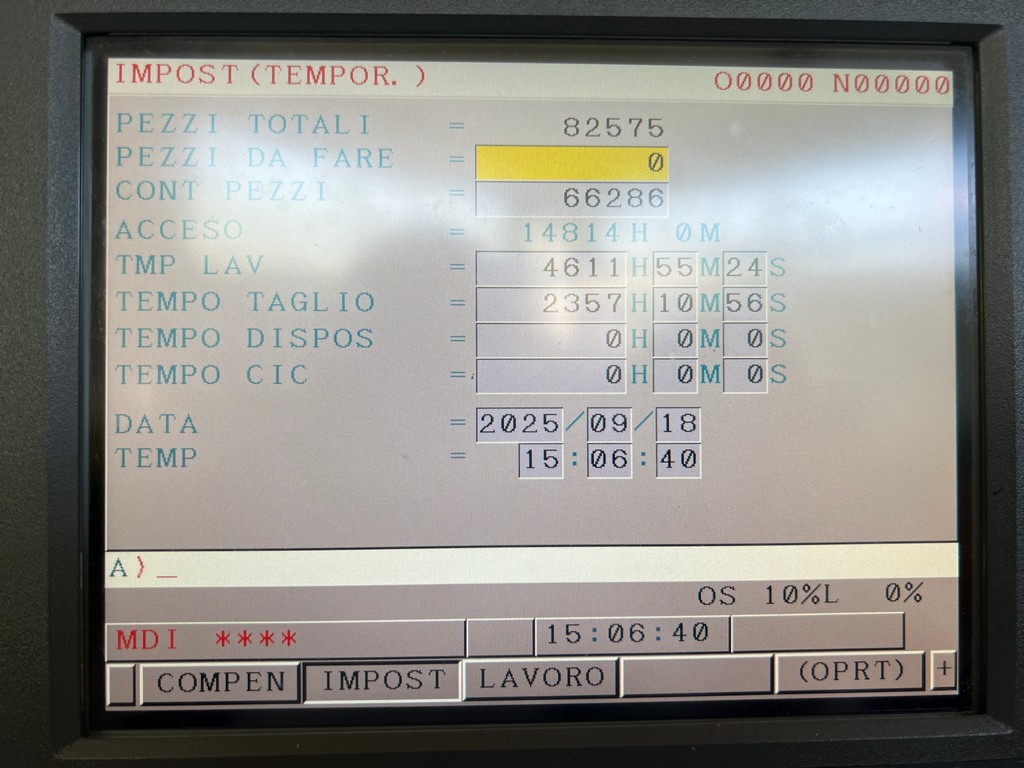 IMPOST(TEMPOR. ) O0000 N00000
PEZZI TOTALI = 82575
PEZZI DA FARE = 0
CONT PEZZI = 66286
ACCESO = 14814H 0M
TMP LAV = 4611H55M24S
TEMPO TAGLIO = 2357H10M56S
TEMPO DISPOS = 0H 0M 0S
TEMPO CIC = 0H 0M 0S
DATA = 2025/09/18
TEMP = 15:06:40
A)_
OS 10%L 0%
MDI **** 15:06:40
COMPEN IMPOST LAVORO (OPRT) +